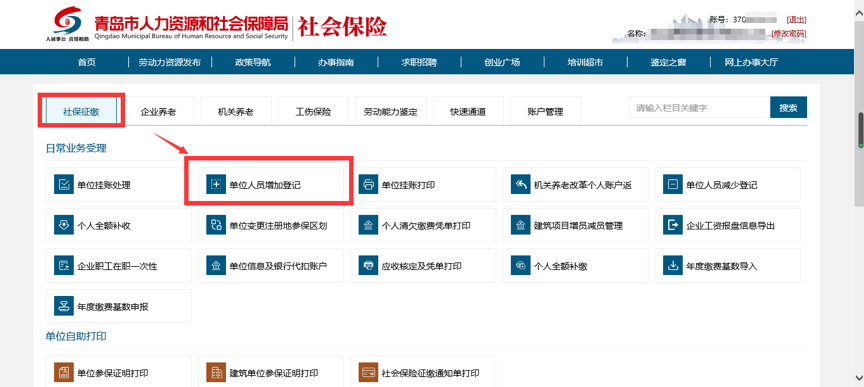 青岛市人力资源和社会保障局 社会保险
Qingdao Municipal Bureau of Human Resource and Social Security
人城事业 真情相助
账号: 370 [退出]
名称: [修改密码]
首页 劳动力资源发布 政策导航 办事指南 求职招聘 创业广场 培训超市 鉴定之窗 网上办事大厅
社保征缴 企业养老 机关养老 工伤保险 劳动能力鉴定 快速通道 账户管理 请输入栏目关键字 搜索
日常业务受理
单位挂账处理 单位人员增加登记 单位挂账打印 机关养老改革个人账户返 单位人员减少登记
个人全额补收 单位变更注册地参保区划 个人清欠缴费凭单打印 建筑项目增员减员管理 企业工资报盘信息导出
企业职工在职一次性 单位信息及银行代扣账户 应收核定及凭单打印 个人全额补缴 年度缴费基数导入
年度缴费基数申报
单位自助打印
单位参保证明打印 建筑单位参保证明打印 社会保险征缴通知单打印